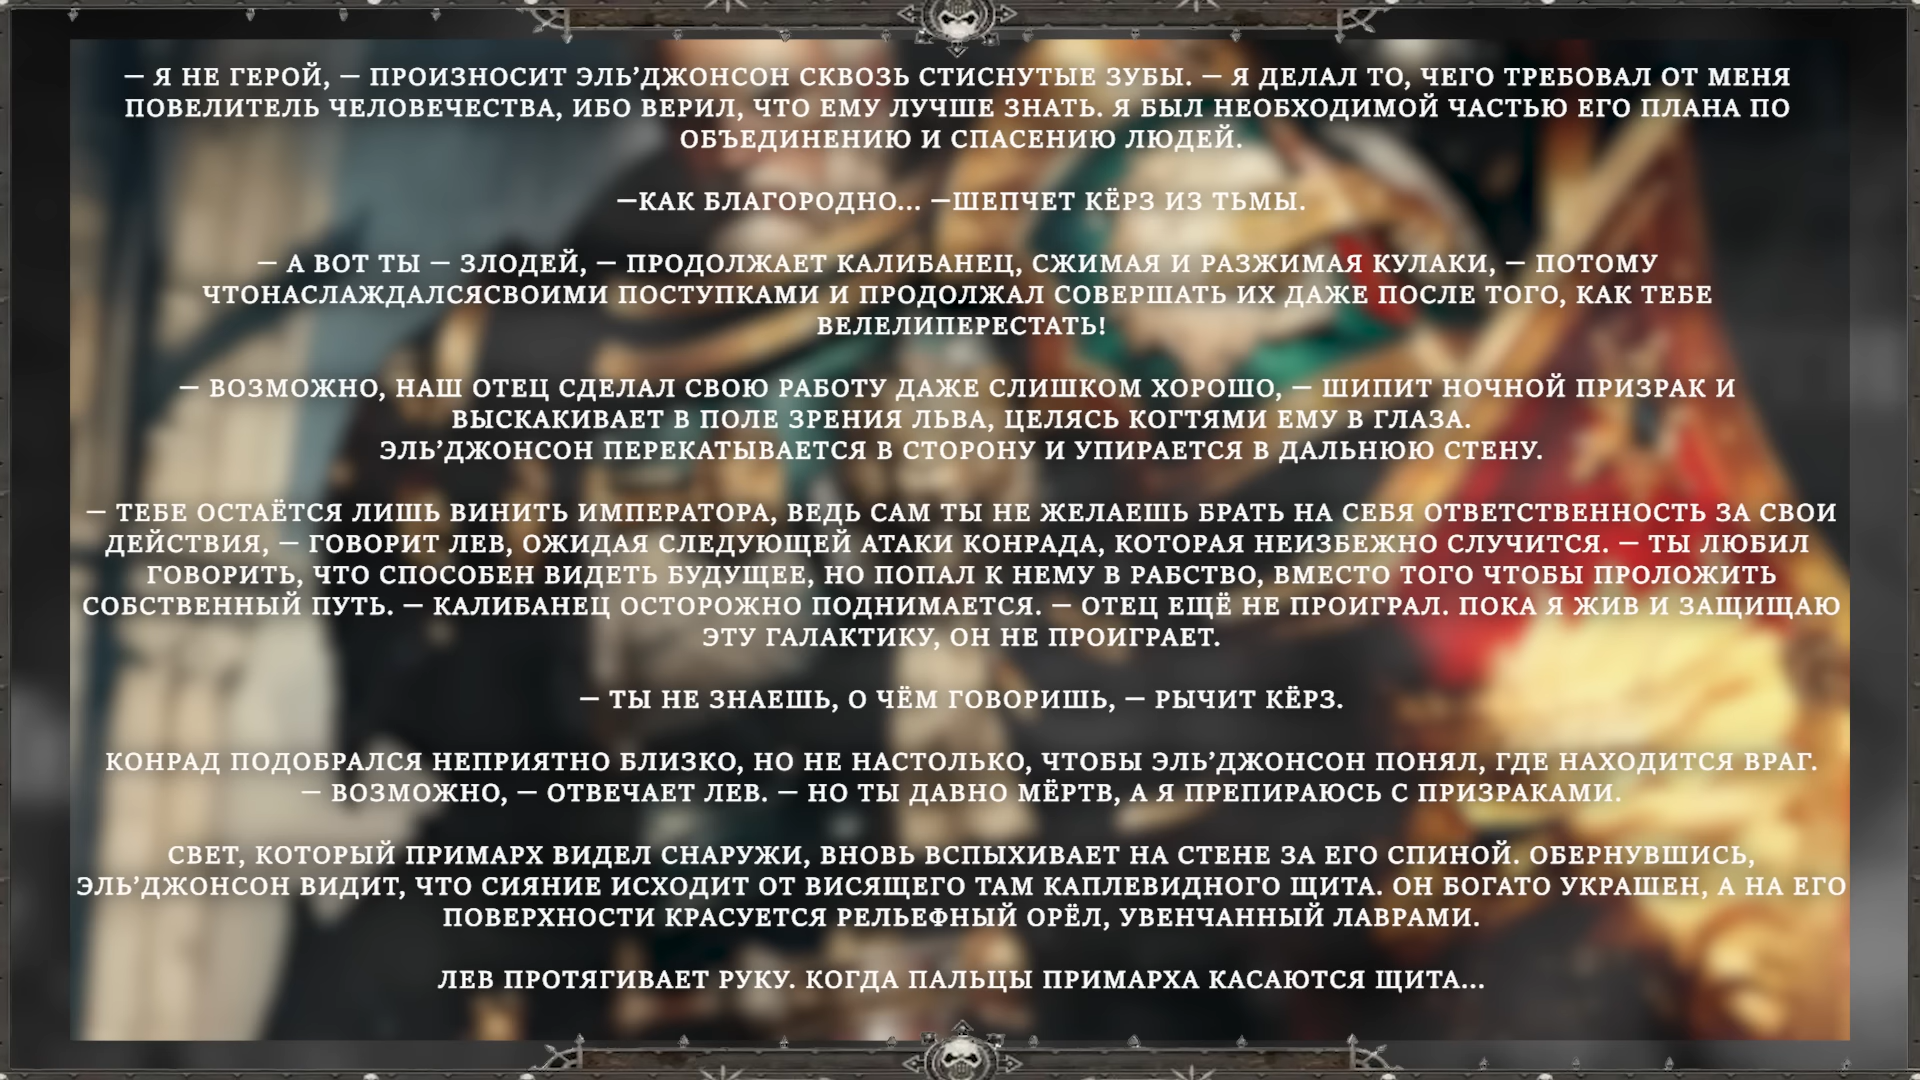 — Я НЕ ГЕРОЙ, — ПРОИЗНОСИТ ЭЛЬ’ДЖОНСОН СКВОЗЬ СТИСНУТЫЕ ЗУБЫ. — Я ДЕЛАЛ ТО, ЧЕГО ТРЕБОВАЛ ОТ МЕНЯ
ПОВЕЛИТЕЛЬ ЧЕЛОВЕЧЕСТВА, ИБО ВЕРИЛ, ЧТО ЕМУ ЛУЧШЕ ЗНАТЬ. Я БЫЛ НЕОБХОДИМОЙ ЧАСТЬЮ ЕГО ПЛАНА ПО
ОБЪЕДИНЕНИЮ И СПАСЕНИЮ ЛЮДЕЙ.
—КАК БЛАГОРОДНО... —ШЕПЧЕТ КЁРЗ ИЗ ТЬМЫ.
— А ВОТ ТЫ — ЗЛОДЕЙ, — ПРОДОЛЖАЕТ КАЛИБАНЕЦ, СЖИМАЯ И РАЗЖИМАЯ КУЛАКИ, — ПОТОМУ
ЧТОНАСЛАЖДАЛСЯСВОИМИ ПОСТУПКАМИ И ПРОДОЛЖАЛ СОВЕРШАТЬ ИХ ДАЖЕ ПОСЛЕ ТОГО, КАК ТЕБЕ
ВЕЛЕЛИПЕРЕСТАТЬ!
— ВОЗМОЖНО, НАШ ОТЕЦ СДЕЛАЛ СВОЮ РАБОТУ ДАЖЕ СЛИШКОМ ХОРОШО, — ШИПИТ НОЧНОЙ ПРИЗРАК И
ВЫСКАКИВАЕТ В ПОЛЕ ЗРЕНИЯ ЛЬВА, ЦЕЛЯСЬ КОГТЯМИ ЕМУ В ГЛАЗА.
ЭЛЬ’ДЖОНСОН ПЕРЕКАТЫВАЕТСЯ В СТОРОНУ И УПИРАЕТСЯ В ДАЛЬНЮЮ СТЕНУ.
— ТЕБЕ ОСТАЁТСЯ ЛИШЬ ВИНИТЬ ИМПЕРАТОРА, ВЕДЬ САМ ТЫ НЕ ЖЕЛАЕШЬ БРАТЬ НА СЕБЯ ОТВЕТСТВЕННОСТЬ ЗА СВОИ
ДЕЙСТВИЯ, — ГОВОРИТ ЛЕВ, ОЖИДАЯ СЛЕДУЮЩЕЙ АТАКИ КОНРАДА, КОТОРАЯ НЕИЗБЕЖНО СЛУЧИТСЯ. — ТЫ ЛЮБИЛ
ГОВОРИТЬ, ЧТО СПОСОБЕН ВИДЕТЬ БУДУЩЕЕ, НО ПОПАЛ К НЕМУ В РАБСТВО, ВМЕСТО ТОГО ЧТОБЫ ПРОЛОЖИТЬ
СОБСТВЕННЫЙ ПУТЬ. — КАЛИБАНЕЦ ОСТОРОЖНО ПОДНИМАЕТСЯ. — ОТЕЦ ЕЩЁ НЕ ПРОИГРАЛ. ПОКА Я ЖИВ И ЗАЩИЩАЮ
ЭТУ ГАЛАКТИКУ, ОН НЕ ПРОИГРАЕТ.
— ТЫ НЕ ЗНАЕШЬ, О ЧЁМ ГОВОРИШЬ, — РЫЧИТ КЁРЗ.
КОНРАД ПОДОБРАЛСЯ НЕПРИЯТНО БЛИЗКО, НО НЕ НАСТОЛЬКО, ЧТОБЫ ЭЛЬ’ДЖОНСОН ПОНЯЛ, ГДЕ НАХОДИТСЯ ВРАГ.
— ВОЗМОЖНО, — ОТВЕЧАЕТ ЛЕВ. — НО ТЫ ДАВНО МЁРТВ, А Я ПРЕПИРАЮСЬ С ПРИЗРАКАМИ.
СВЕТ, КОТОРЫЙ ПРИМАРХ ВИДЕЛ СНАРУЖИ, ВНОВЬ ВСПЫХИВАЕТ НА СТЕНЕ ЗА ЕГО СПИНОЙ. ОБЕРНУВШИСЬ,
ЭЛЬ’ДЖОНСОН ВИДИТ, ЧТО СИЯНИЕ ИСХОДИТ ОТ ВИСЯЩЕГО ТАМ КАПЛЕВИДНОГО ЩИТА. ОН БОГАТО УКРАШЕН, А НА ЕГО
ПОВЕРХНОСТИ КРАСУЕТСЯ РЕЛЬЕФНЫЙ ОРЁЛ, УВЕНЧАННЫЙ ЛАВРАМИ.
ЛЕВ ПРОТЯГИВАЕТ РУКУ. КОГДА ПАЛЬЦЫ ПРИМАРХА КАСАЮТСЯ ЩИТА...